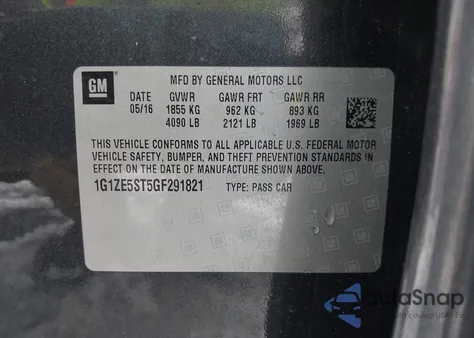 GM
MFD BY GENERAL MOTORS LLC
DATE GVWR GAWR FRT GAWR RR
05/16 1855 KG 962 KG 893 KG
4090 LB 2121 LB 1969 LB
THIS VEHICLE CONFORMS TO ALL APPLICABLE U.S. FEDERAL MOTOR
VEHICLE SAFETY, BUMPER, AND THEFT PREVENTION STANDARDS IN
EFFECT ON THE DATE OF MANUFACTURE SHOWN ABOVE.
1G1ZE5ST5GF291821 TYPE: PASS CAR
AutoSnap